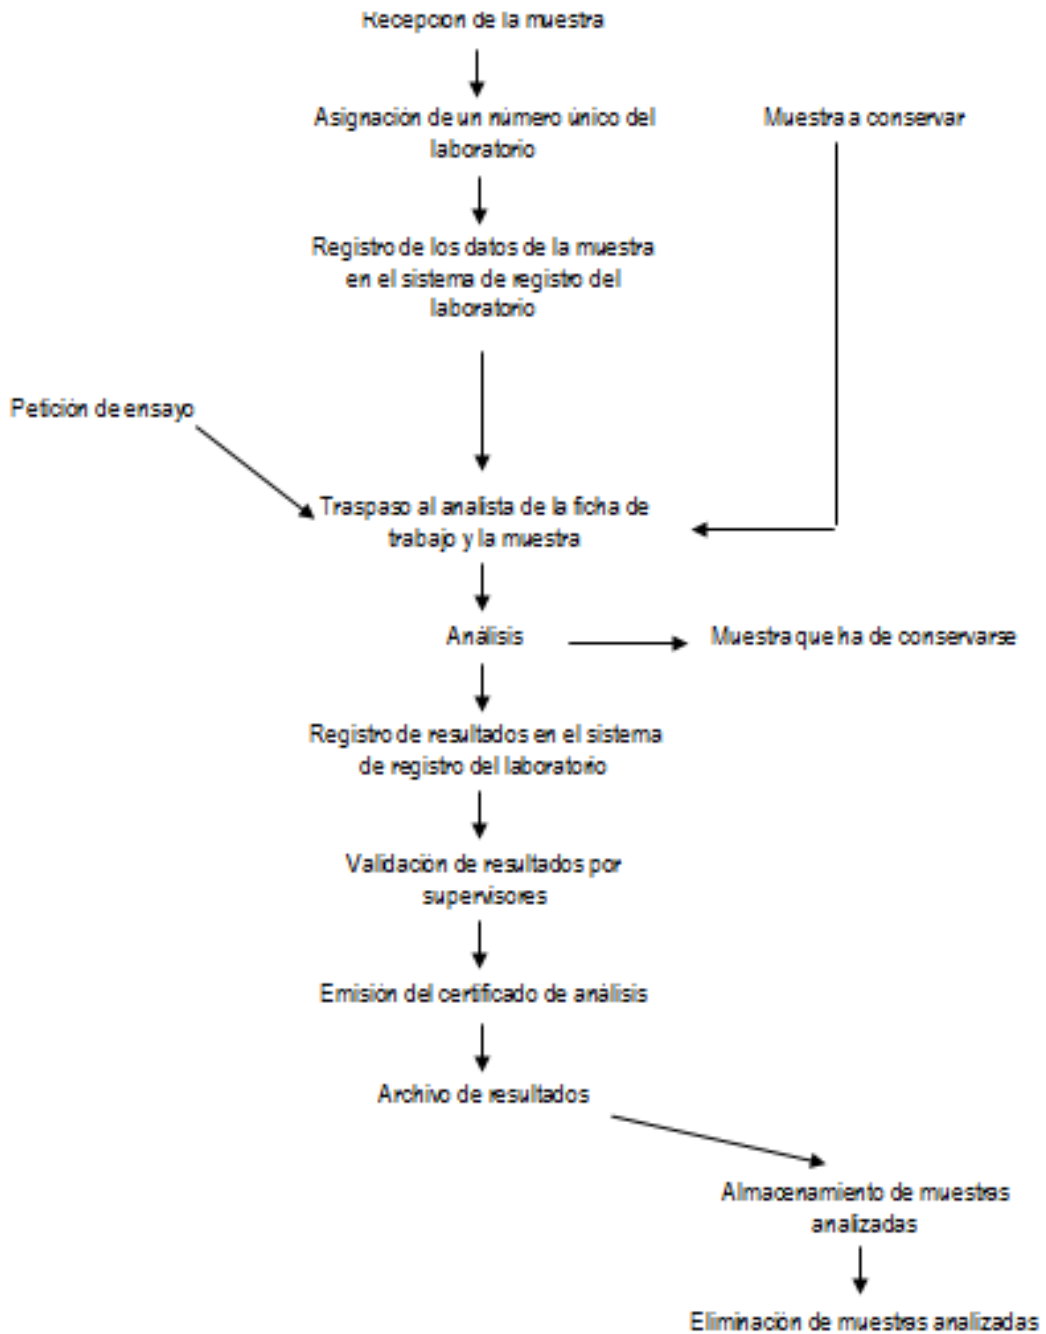 Recepción de la muestra
Asignación de un número único del
laboratorio
Muestra a conservar
Registro de los datos de la muestra
en el sistema de registro del
laboratorio
Petición de ensayo
Traspaso al analista de la ficha de
trabajo y la muestra
Análisis
Muestra que ha de conservarse
Registro de resultados en el sistema
de registro del laboratorio
Validación de resultados por
supervisores
Emisión del certificado de análisis
Archivo de resultados
Almacenamiento de muestras
analizadas
Eliminación de muestras analizadas